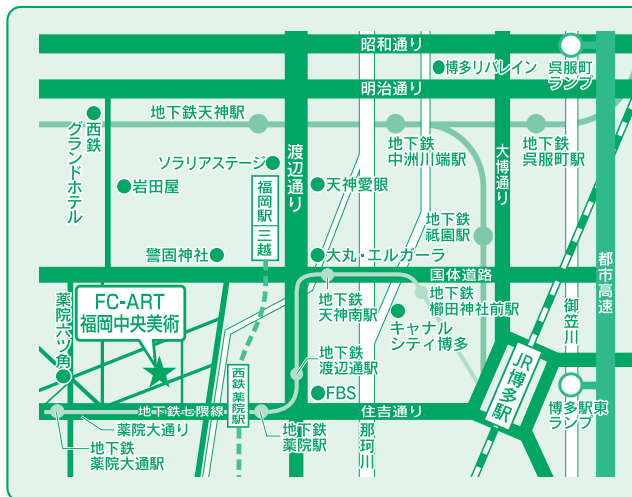 昭和通り
博多リバレイン
呉服町
ランプ
明治通り
西鉄
グランドホテル
地下鉄天神駅
地下鉄
中洲川端駅
地下鉄
呉服町駅
渡辺通り
大博通り
ソラリアステージ
岩田屋
福岡駅
三越
天神愛眼
地下鉄
祇園駅
警固神社
大丸・エルガーラ
国体道路
都市高速
FC-ART
福岡中央美術
薬院六ツ角
地下鉄
天神南駅
地下鉄
櫛田神社前駅
キャナル
シティ博多
御笠川
地下鉄
渡辺通駅
JR博多駅
西鉄薬院駅
FBS
博多駅東
ランプ
地下鉄七隈線
住吉通り
薬院大通り
地下鉄
薬院大通駅
地下鉄
薬院駅
那珂川